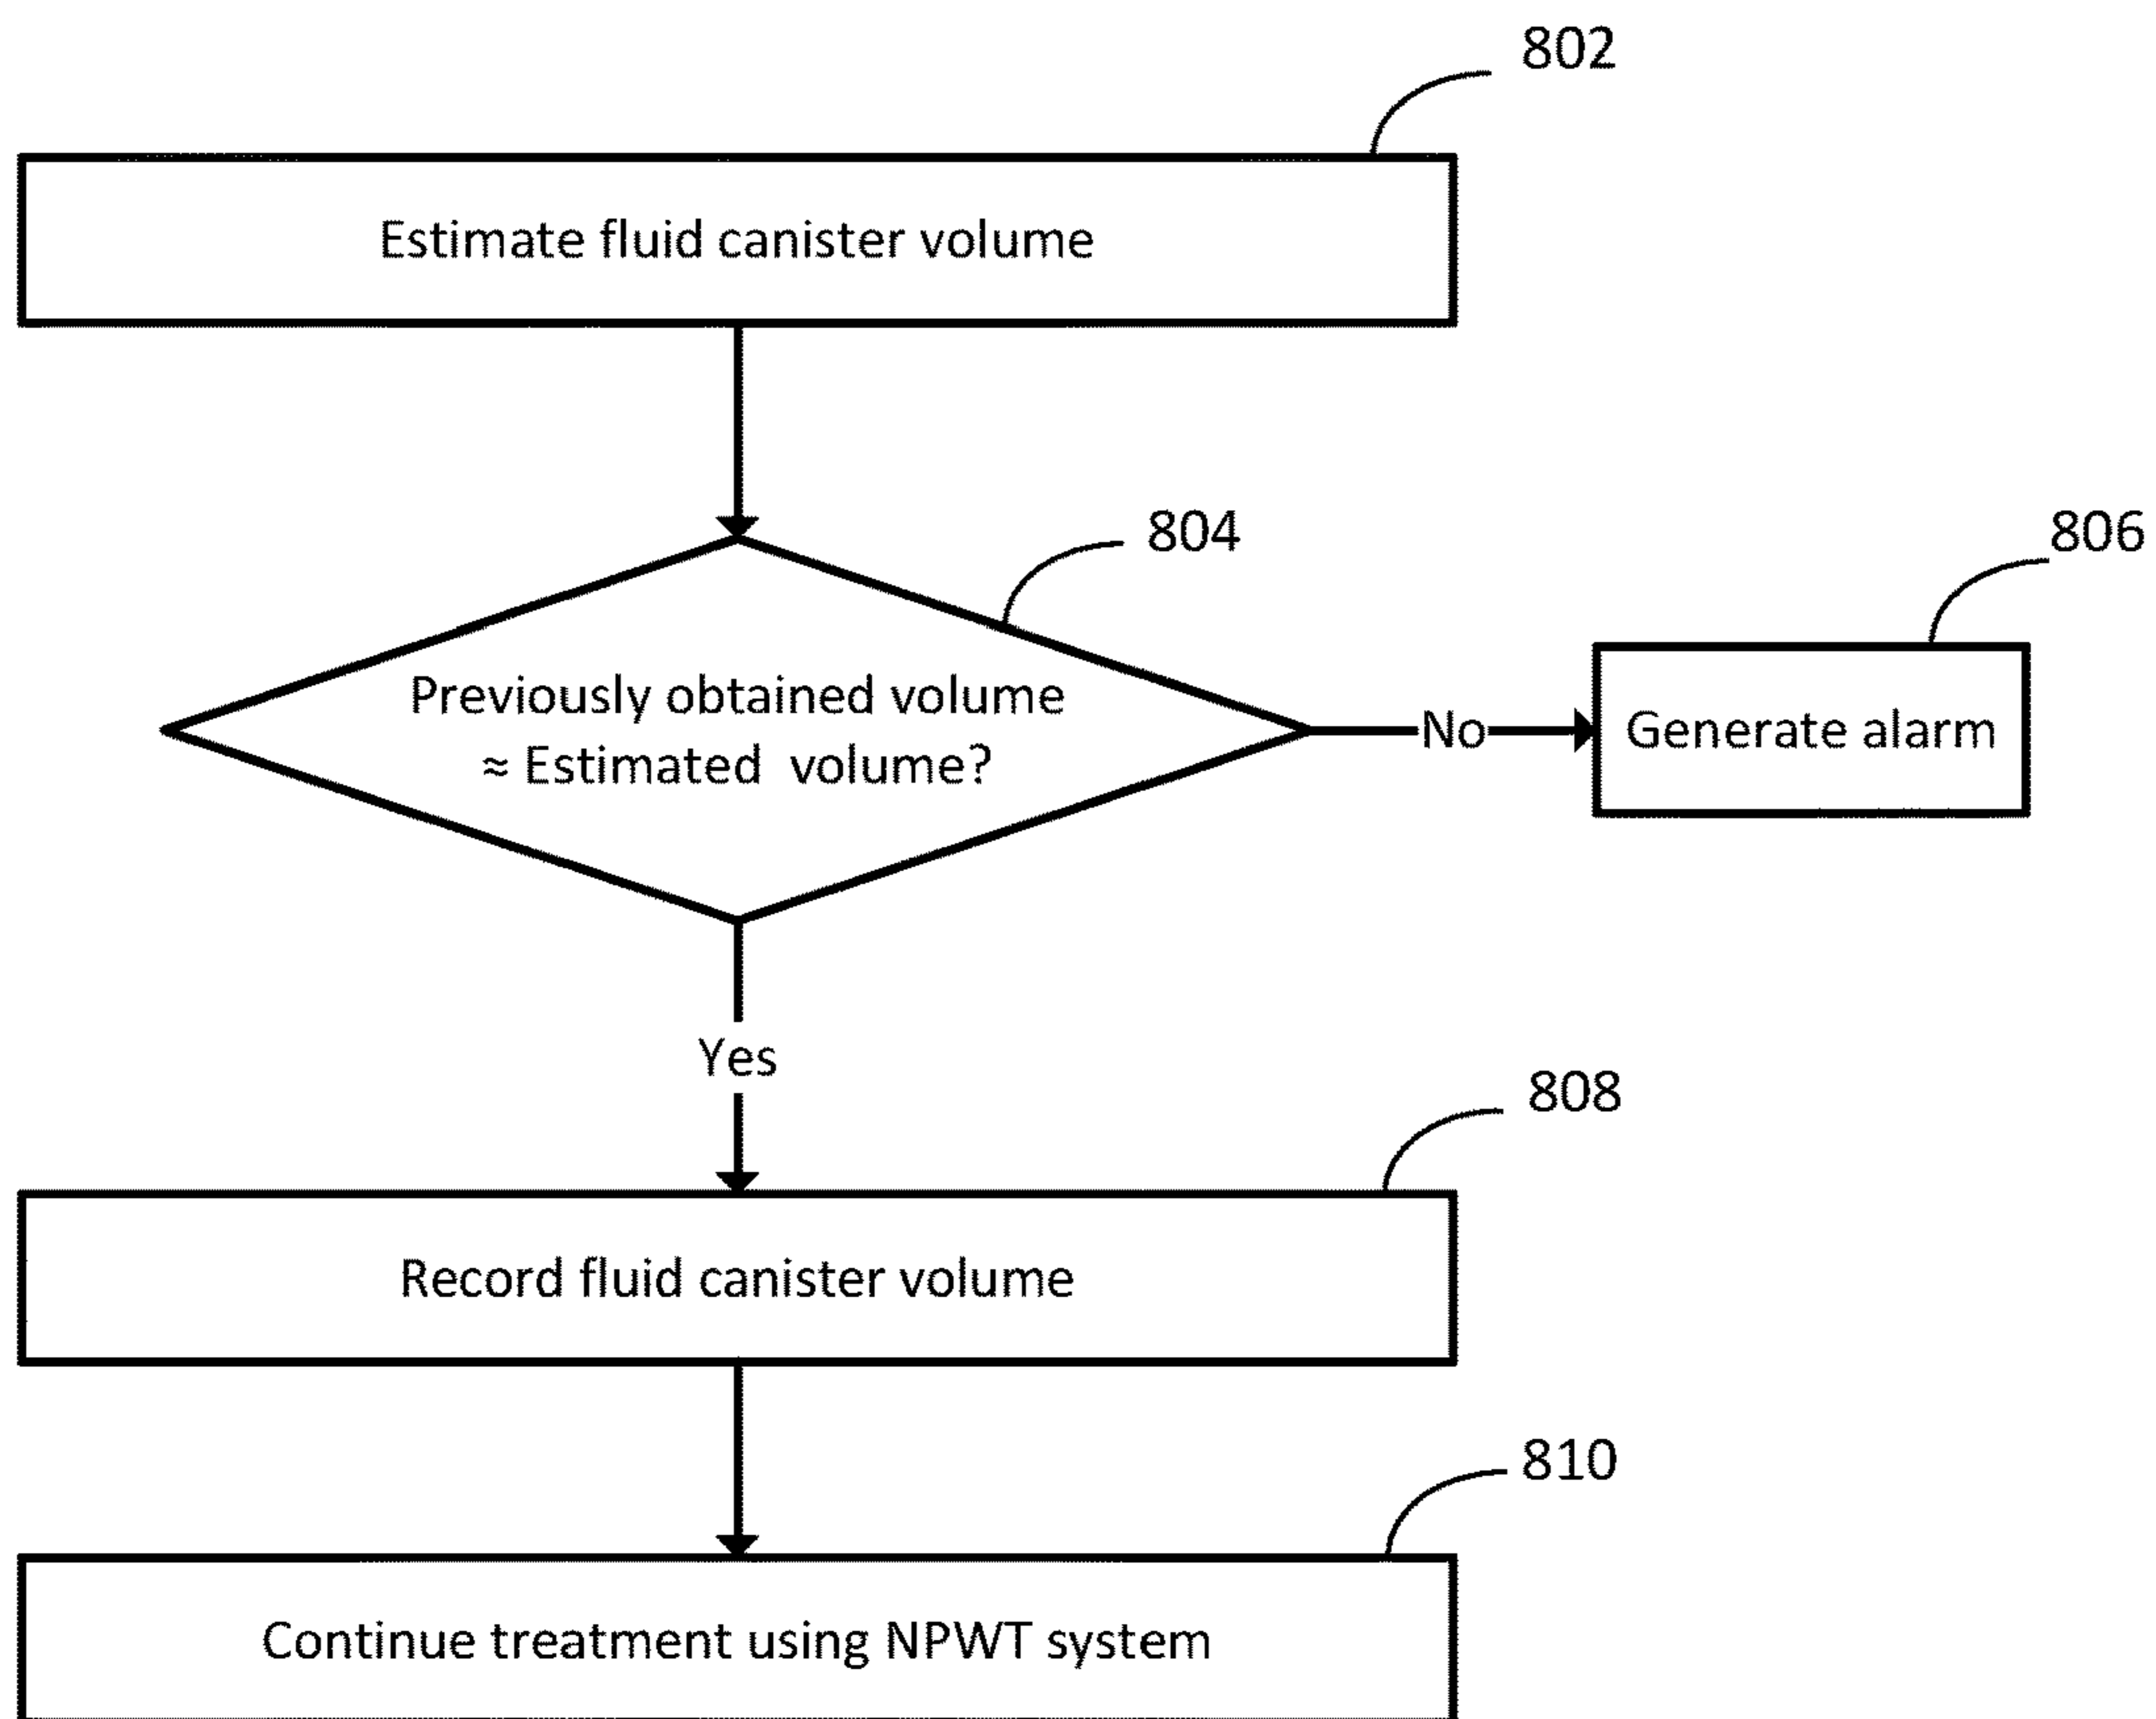 802
Estimate fluid canister volume
804
806
Previously obtained volume
≈ Estimated  volume?
No
Generate alarm
Yes
808
Record fluid canister volume
810
Continue treatment using NPWT system